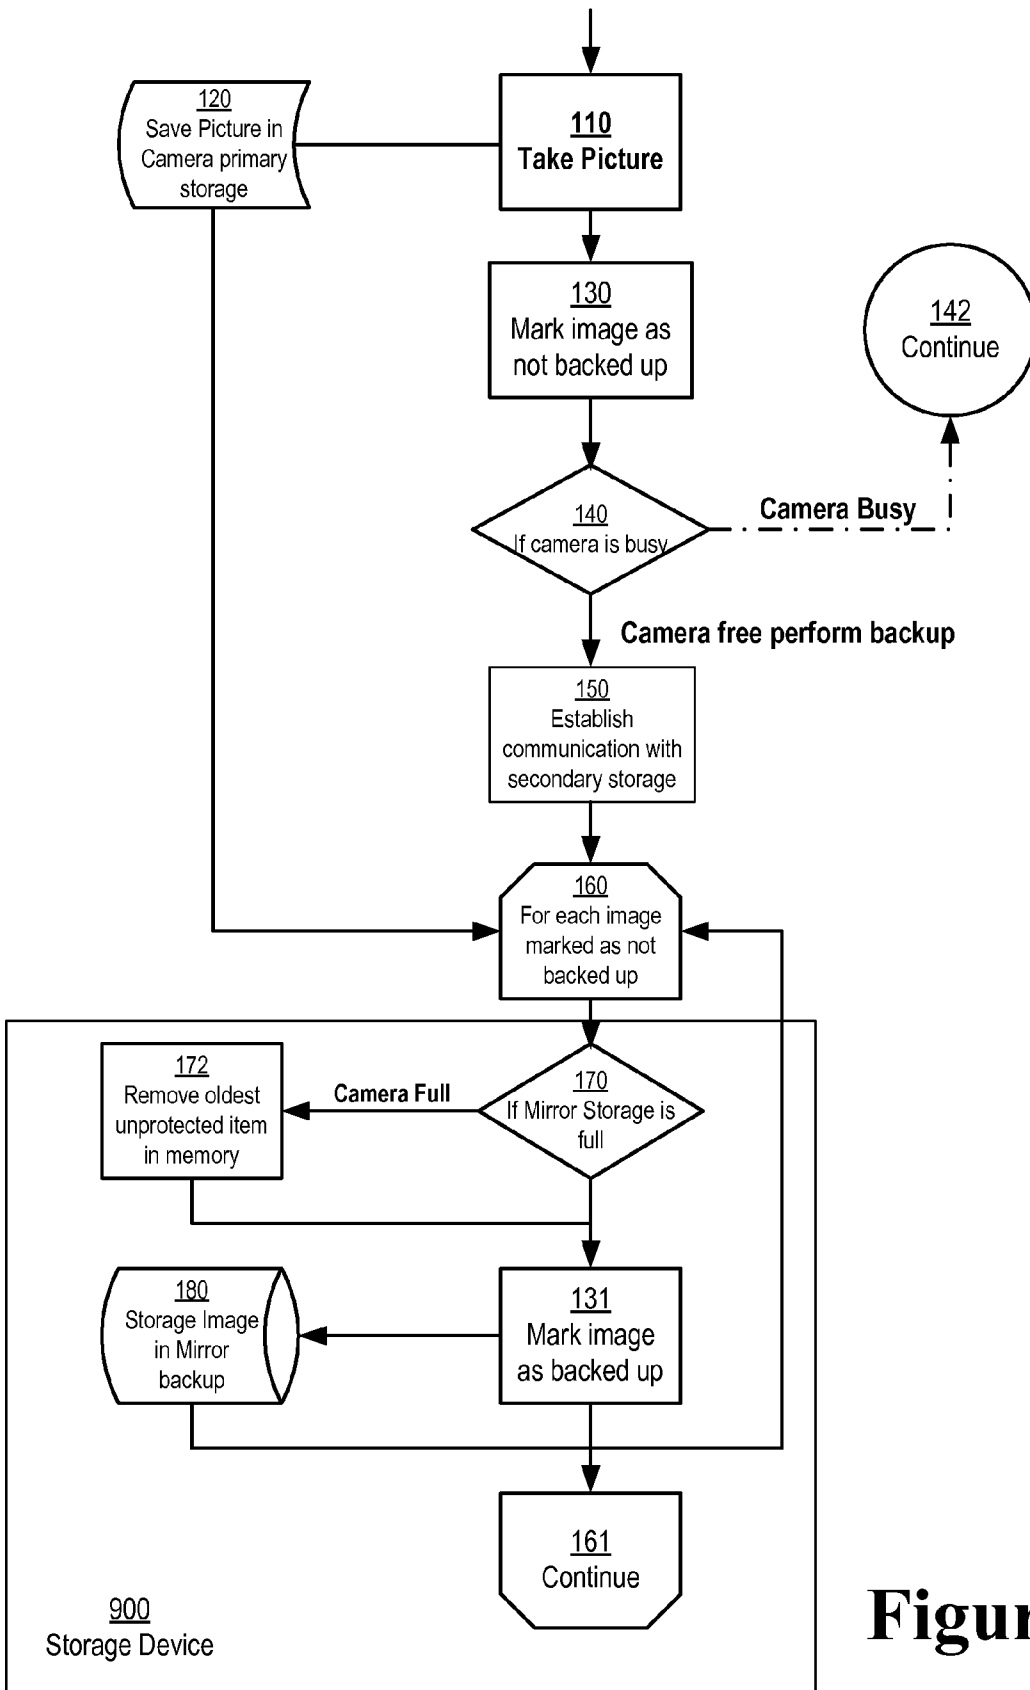 120
Save Picture in
Camera primary
storage
110
Take Picture
130
Mark image as
not backed up
142
Continue
140
If camera is busy
Camera Busy
Camera free perform backup
150
Establish
communication with
secondary storage
160
For each image
marked as not
backed up
172
Remove oldest
unprotected item
in memory
Camera Full
170
If Mirror Storage is
full
180
Storage Image
in Mirror
backup
131
Mark image
as backed up
161
Continue
900
Storage Device
Figur